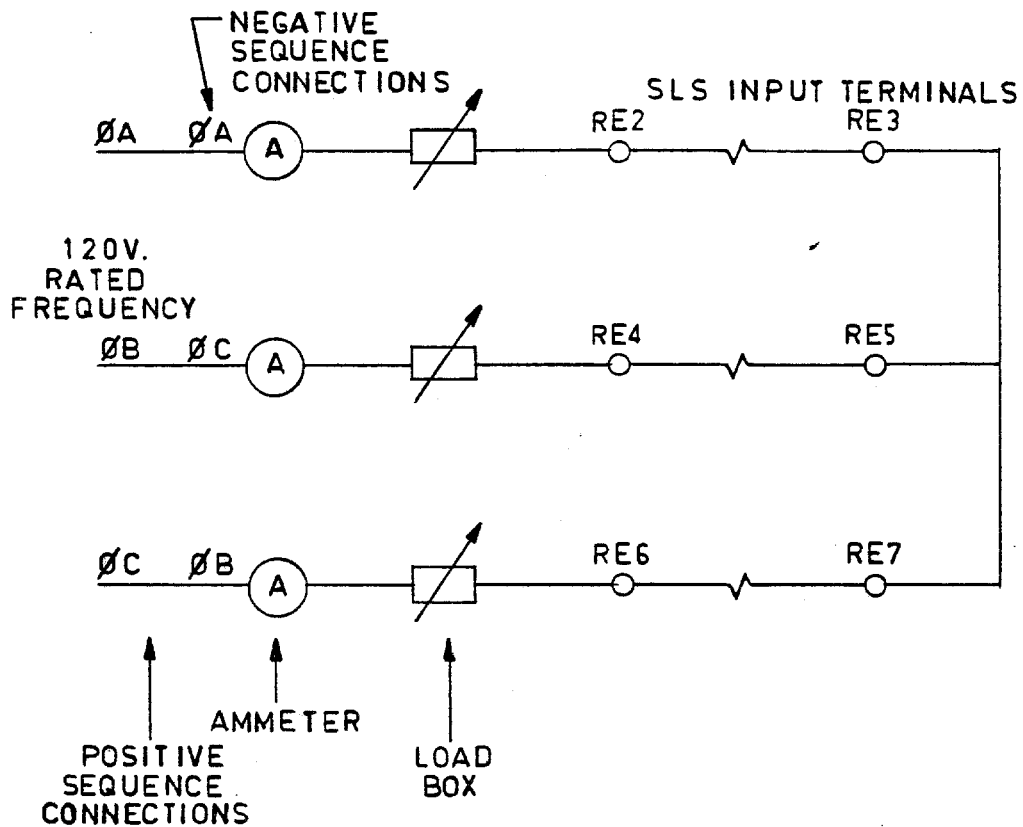 NEGATIVE
SEQUENCE
CONNECTIONS
SLS INPUT TERMINALS
ØA ØA A RE2 RE3
120V.
RATED
FREQUENCY
ØB ØC A RE4 RE5
ØC ØB A RE6 RE7
AMMETER
POSITIVE
SEQUENCE
CONNECTIONS
LOAD
BOX